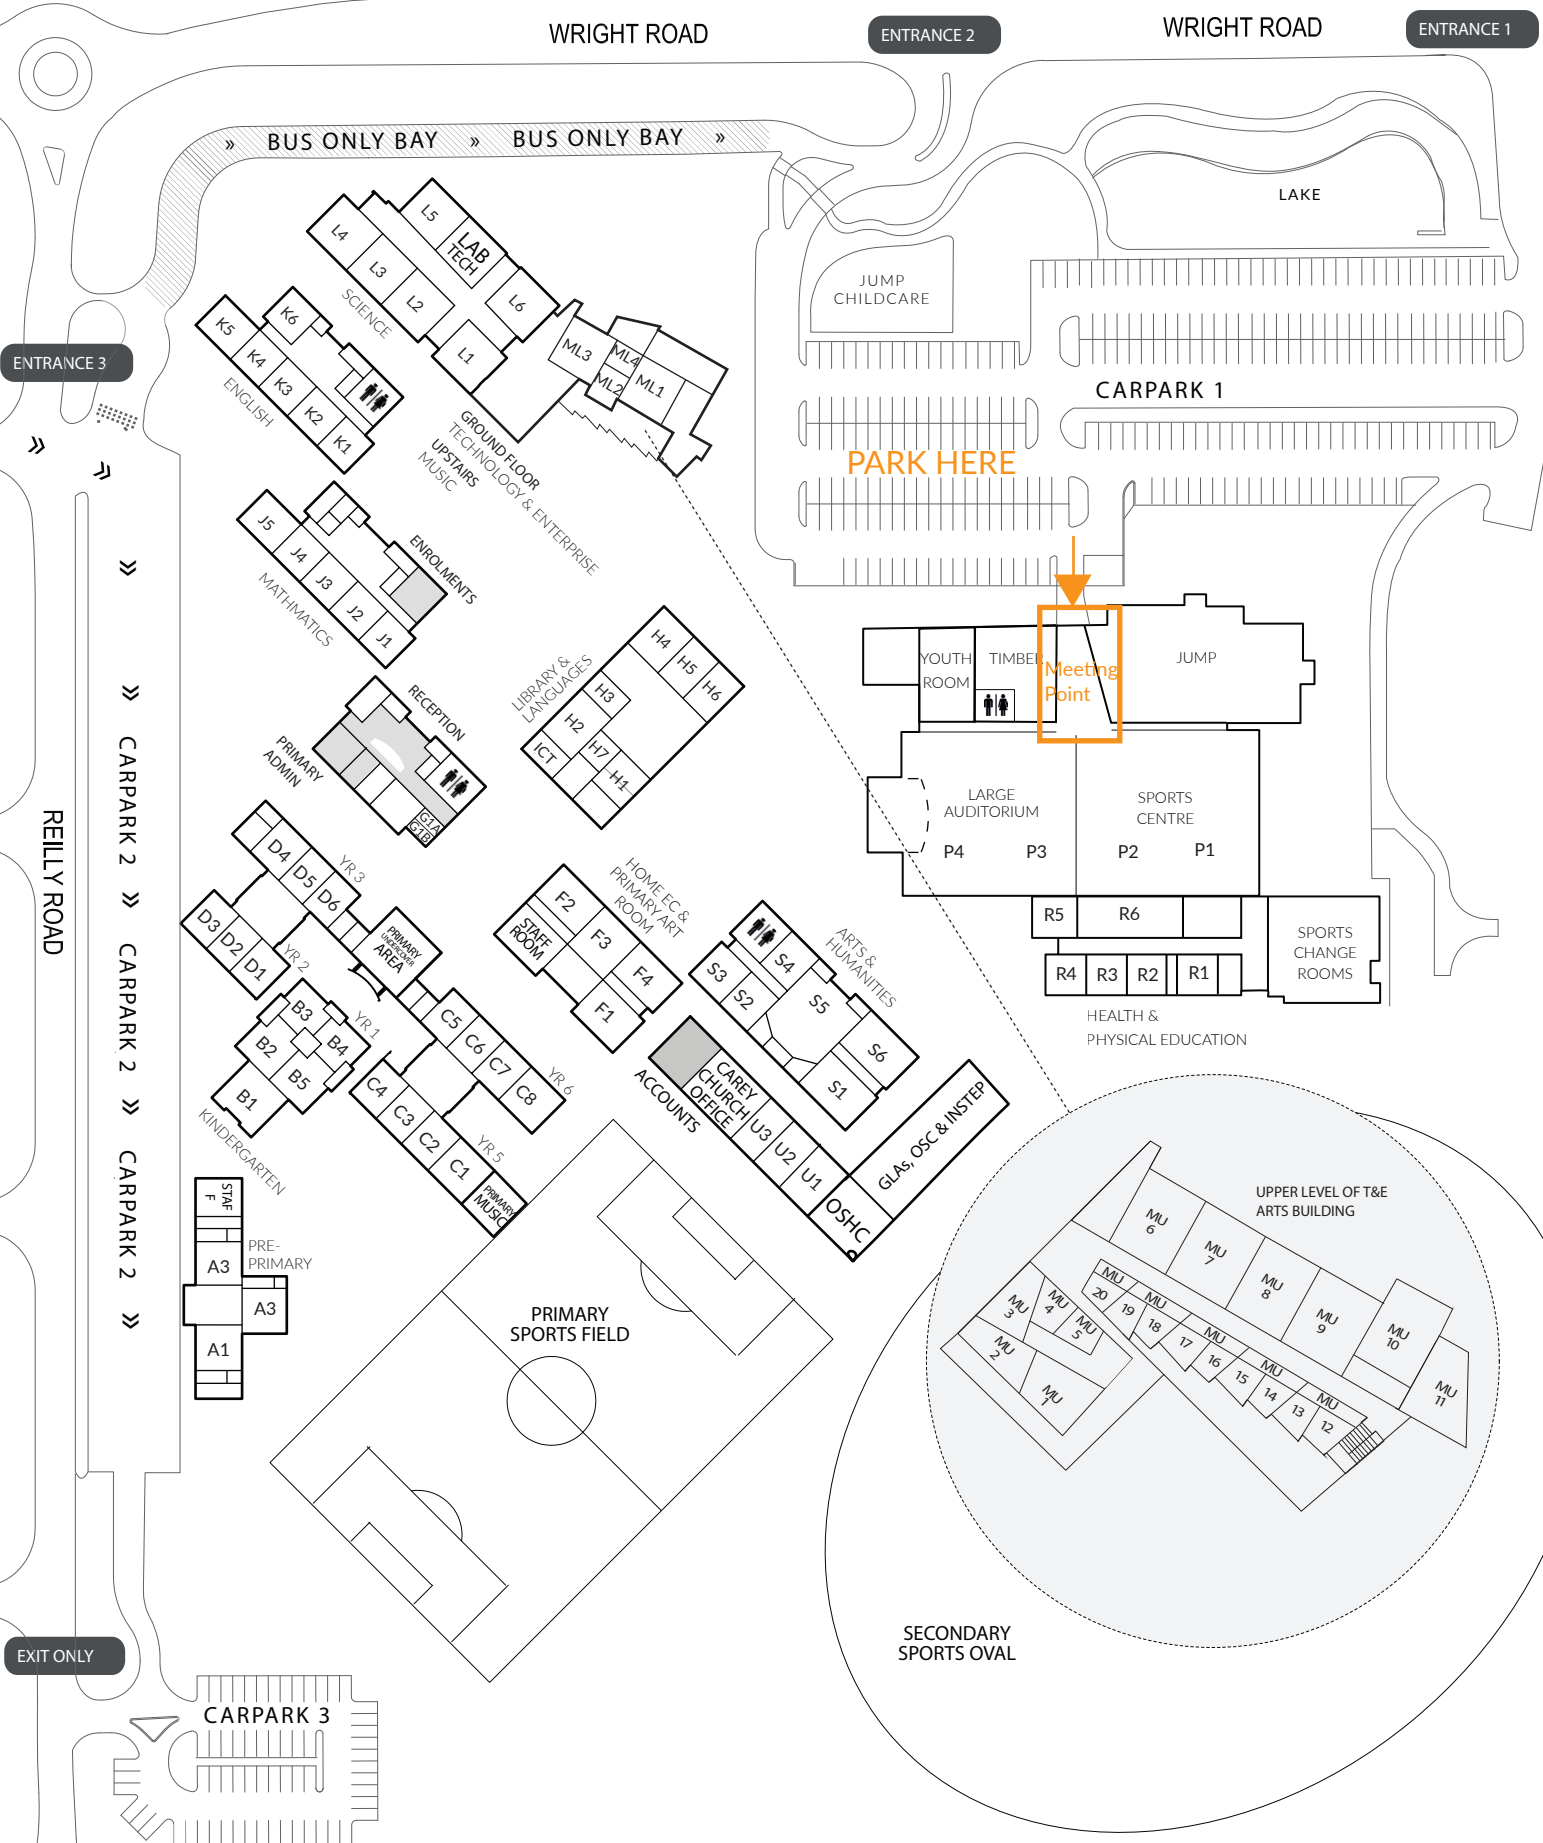 WRIGHT ROAD
ENTRANCE 2
WRIGHT ROAD
ENTRANCE 1
» BUS ONLY BAY » BUS ONLY BAY »
LAKE
JUMP
CHILDCARE
CARPARK 1
PARK HERE
ENTRANCE 3
L5
LAB
TECH
L4
L3
L2
L6
L1
SCIENCE
K6
K5
K4
K3
K2
K1
ENGLISH
ML3
ML4
ML2
ML1
GROUND FLOOR
TECHNOLOGY & ENTERPRISE
UPSTAIRS
MUSIC
J5
J4
J3
J2
J1
MATHMATICS
ENROLMENTS
YOUTH
ROOM
TIMBER
Meeting
Point
JUMP
LIBRARY &
LANGUAGES
H4
H5
H6
H3
H2
H7
H1
ICT
RECEPTION
PRIMARY
ADMIN
G1A
G1B
LARGE
AUDITORIUM
SPORTS
CENTRE
P4
P3
P2
P1
R5
R6
R4
R3
R2
R1
SPORTS
CHANGE
ROOMS
HEALTH &
PHYSICAL EDUCATION
REILLY ROAD
CARPARK 2
CARPARK 2
CARPARK 2
D4
D5
D6
YR 3
D3
D2
D1
YR 2
PRIMARY
UNDERCOVER
AREA
HOME EC &
PRIMARY ART
ROOM
F2
F3
F4
F1
STAFF
ROOM
ARTS &
HUMANITIES
S4
S3
S2
S5
S6
S1
B3
B4
B2
B5
B1
YR 1
KINDERGARTEN
C5
C6
C7
C8
YR 6
C4
C3
C2
C1
YR 5
PRIMARY
MUSIC
CAREY
CHURCH
OFFICE
ACCOUNTS
U3
U2
U1
OSHC
GLAs, OSC & INSTEP
STAF
F
A3
PRE-
PRIMARY
A3
A1
PRIMARY
SPORTS FIELD
UPPER LEVEL OF T&E
ARTS BUILDING
MU
6
MU
7
MU
8
MU
9
MU
10
MU
11
MU
3
MU
4
MU
5
MU
2
MU
1
MU
20
19
MU
18
17
MU
16
15
MU
14
13
MU
12
SECONDARY
SPORTS OVAL
EXIT ONLY
CARPARK 3